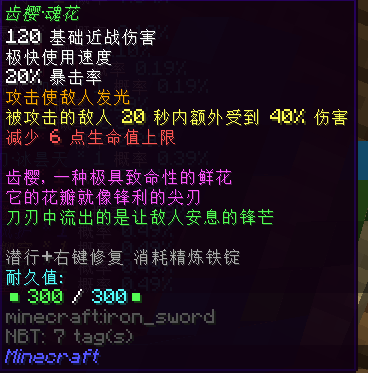 齿樱·魂花
120 基础近战伤害
极快使用速度
20% 暴击率
攻击使敌人发光
被攻击的敌人 20 秒内额外受到 40% 伤害
减少 6 点生命值上限
齿樱, 一种极具致命性的鲜花
它的花瓣就像锋利的尖刃
刀刃中流出的是让敌人安息的锋芒
潜行+右键修复 消耗精炼铁锭
耐久值:
▪ 300 / 300 ▪
minecraft:iron_sword
NBT: 7 tag(s)
Minecraft